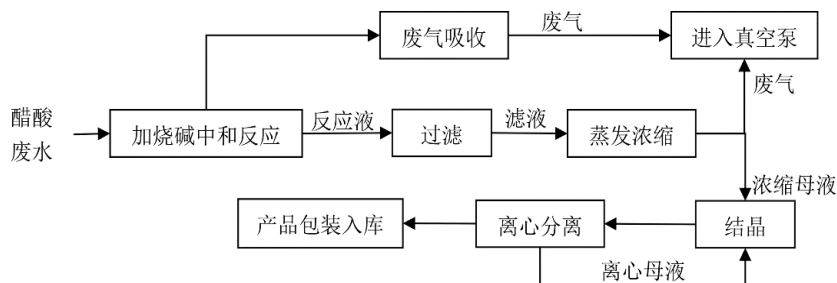 废气吸收
废气
进入真空泵
废气
醋酸
废水
加烧碱中和反应
反应液
过滤
滤液
蒸发浓缩
浓缩母液
产品包装入库
离心分离
结晶
离心母液